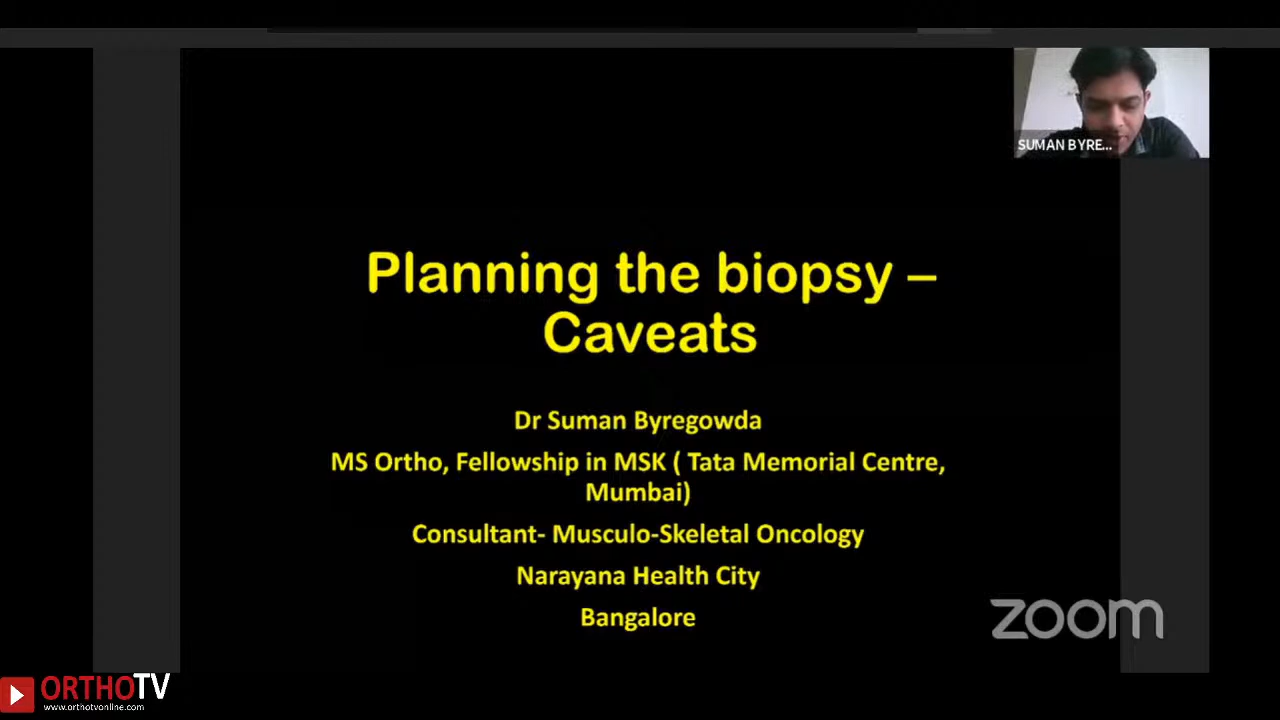 SUMAN BYRE...
Planning the biopsy –
Caveats
Dr Suman Byregowda
MS Ortho, Fellowship in MSK ( Tata Memorial Centre,
Mumbai)
Consultant- Musculo-Skeletal Oncology
Narayana Health City
Bangalore
zoom
ORTHOTV
www.orthotvonline.com